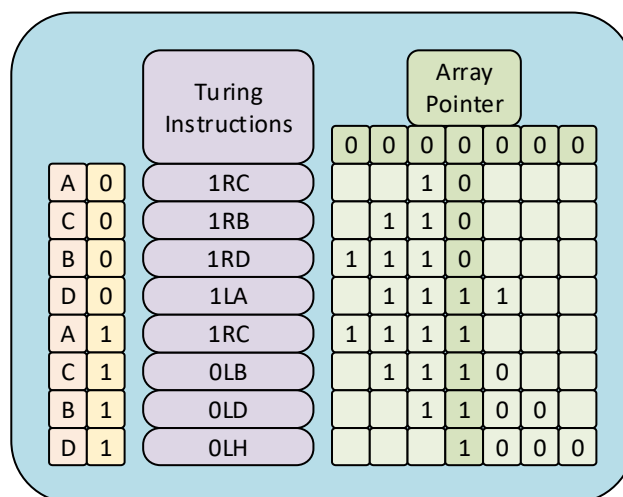 Turing Instructions Array Pointer
0 0 0 0 0 0 0
A 0 1RC 1 0
C 0 1RB 1 1 0
B 0 1RD 1 1 1 0
D 0 1LA 1 1 1 1
A 1 1RC 1 1 1 1
C 1 0LB 1 1 1 0
B 1 0LD 1 1 0 0
D 1 0LH 1 0 0 0